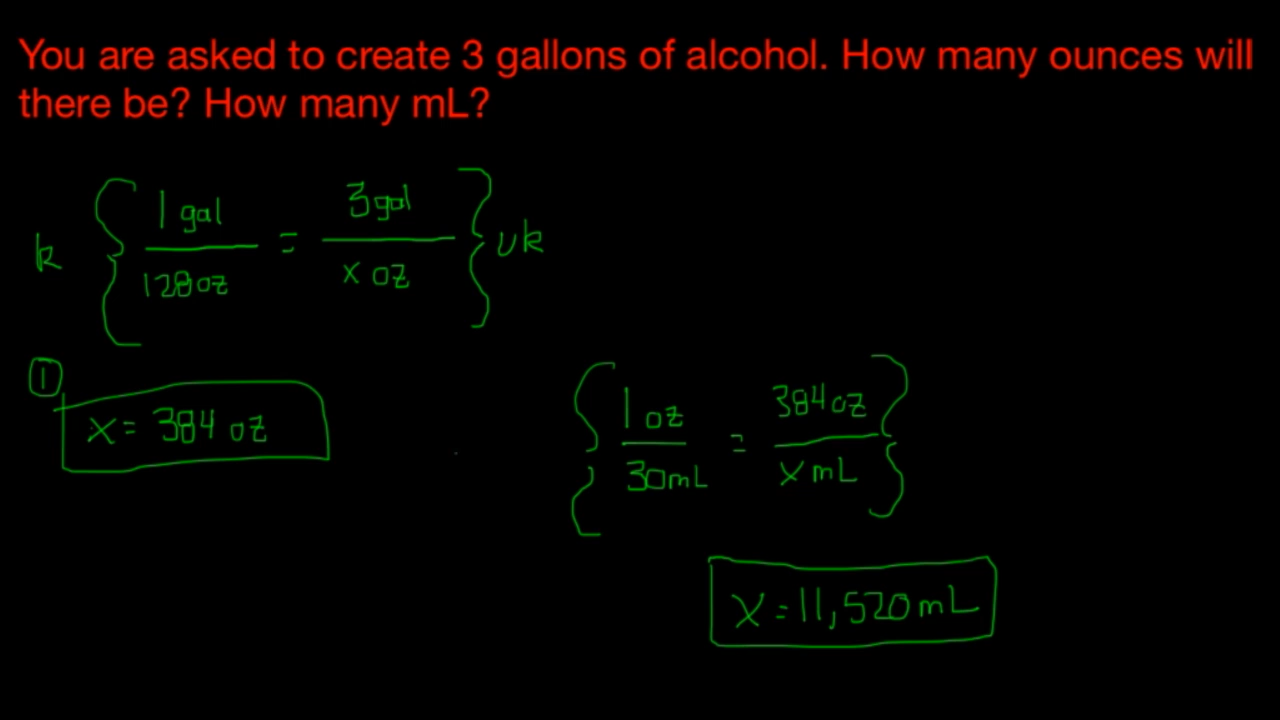 You are asked to create 3 gallons of alcohol. How many ounces will
there be? How many mL?
k { 1 gal / 128 oz = 3 gal / x oz } uk
①
x = 384 oz
{ 1 oz / 30 mL = 384 oz / x mL }
x = 11,520 mL